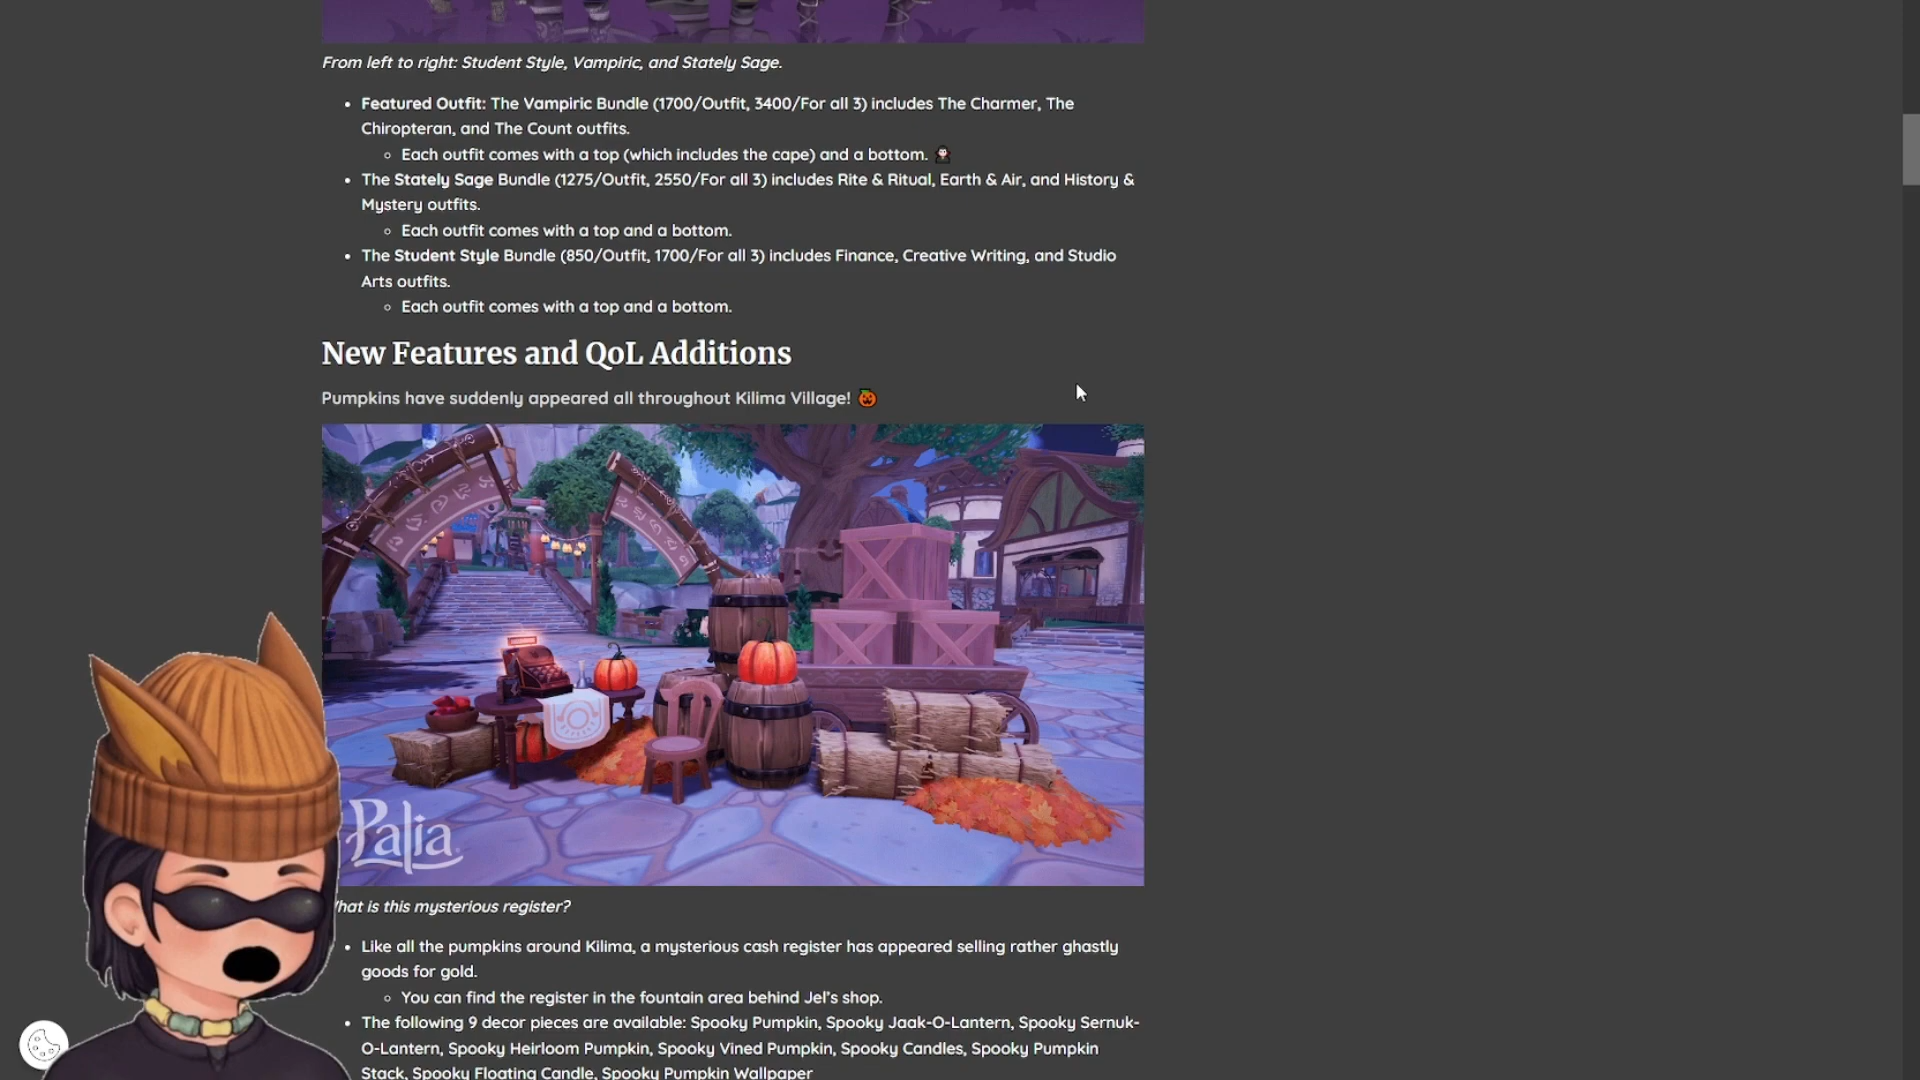 From left to right: Student Style, Vampiric, and Stately Sage.
• Featured Outfit: The Vampiric Bundle (1700/Outfit, 3400/For all 3) includes The Charmer, The
Chiropteran, and The Count outfits.
◦ Each outfit comes with a top (which includes the cape) and a bottom. 🧛🏻
• The Stately Sage Bundle (1275/Outfit, 2550/For all 3) includes Rite & Ritual, Earth & Air, and History &
Mystery outfits.
◦ Each outfit comes with a top and a bottom.
• The Student Style Bundle (850/Outfit, 1700/For all 3) includes Finance, Creative Writing, and Studio
Arts outfits.
◦ Each outfit comes with a top and a bottom.
New Features and QoL Additions
Pumpkins have suddenly appeared all throughout Kilima Village! 🎃
Palia
hat is this mysterious register?
• Like all the pumpkins around Kilima, a mysterious cash register has appeared selling rather ghastly
goods for gold.
◦ You can find the register in the fountain area behind Jel's shop.
• The following 9 decor pieces are available: Spooky Pumpkin, Spooky Jaak-O-Lantern, Spooky Sernuk-
O-Lantern, Spooky Heirloom Pumpkin, Spooky Vined Pumpkin, Spooky Candles, Spooky Pumpkin
Stack, Spooky Floating Candle, Spooky Pumpkin Wallpaper